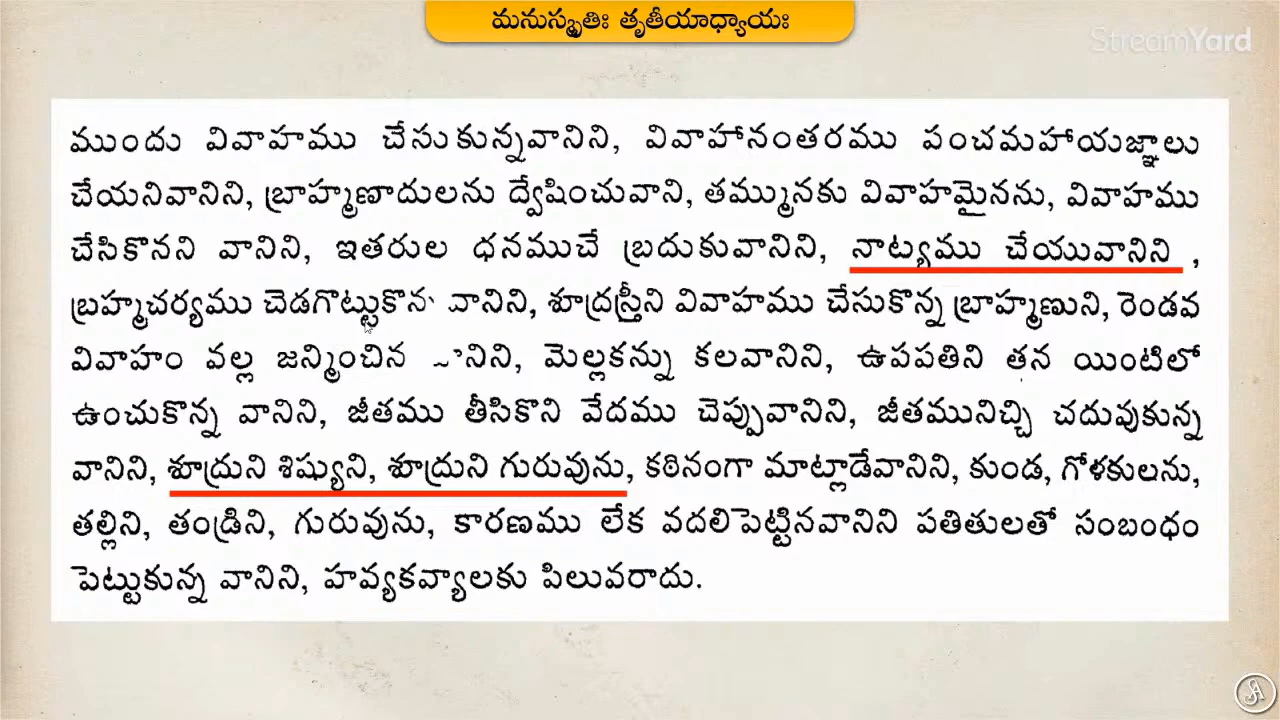 మనుస్మృతిః తృతీయాధ్యాయః
StreamYard
ముందు వివాహము చేసుకున్నవానిని, వివాహానంతరము పంచమహాయజ్ఞాలు
చేయనివానిని, బ్రాహ్మణాదులను ద్వేషించువాని, తమ్మునకు వివాహమైనను, వివాహము
చేసికొనని వానిని, ఇతరుల ధనముచే బ్రదుకువానిని, నాట్యము చేయువానిని ,
బ్రహ్మచర్యము చెడగొట్టుకొన వానిని, శూద్రస్త్రీని వివాహము చేసుకొన్న బ్రాహ్మణుని, రెండవ
వివాహం వల్ల జన్మించిన మెల్లకన్ను కలవానిని, ఉపపతిని తన యింటిలో
ఉంచుకొన్న వానిని, జీతము తీసికొని వేదము చెప్పువానిని, జీతమునిచ్చి చదువుకున్న
వానిని, శూద్రుని శిష్యుని, శూద్రుని గురువును, కఠినంగా మాట్లాడేవానిని, కుండ, గోళకులను,
తల్లిని, తండ్రిని, గురువును, కారణము లేక వదలిపెట్టినవానిని పతితులతో సంబంధం
పెట్టుకున్న వానిని, హవ్యకవ్యాలకు పిలువరాదు.